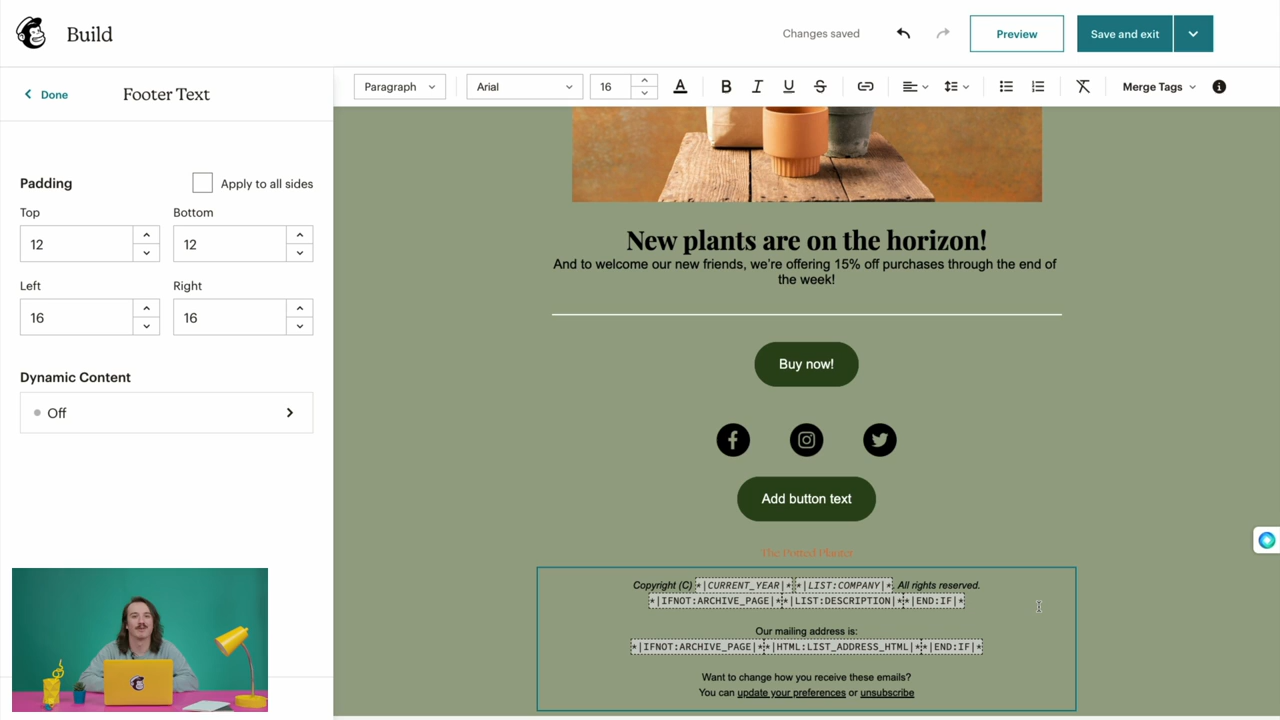 Build
Changes saved
Preview
Save and exit
Done
Footer Text
Paragraph
Arial
16
A
B
I
U
S
Merge Tags
Padding
Apply to all sides
Top
Bottom
12
12
Left
Right
16
16
Dynamic Content
Off
New plants are on the horizon!
And to welcome our new friends, we're offering 15% off purchases through the end of
the week!
Buy now!
Add button text
The Potted Planna
Copyright (C) *|CURRENT_YEAR|* *|LIST:COMPANY|*. All rights reserved.
*|IFNOT:ARCHIVE_PAGE|* *|LIST:DESCRIPTION|* *|END:IF|*
Our mailing address is:
*|IFNOT:ARCHIVE_PAGE|* *|HTML:LIST_ADDRESS_HTML|* *|END:IF|*
Want to change how you receive these emails?
You can update your preferences or unsubscribe